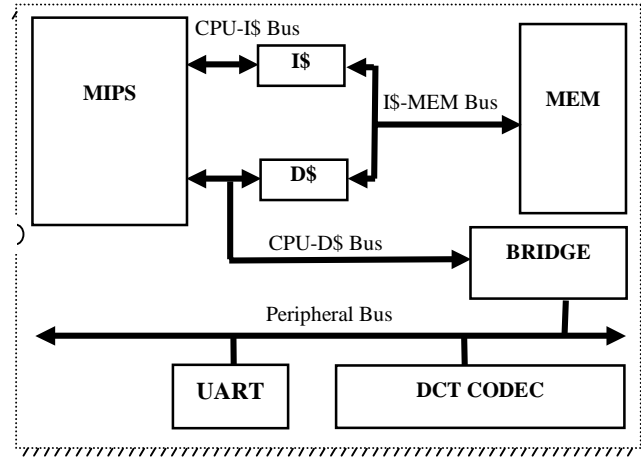 CPU-I$ Bus
MIPS
I$
I$-MEM Bus
MEM
D$
CPU-D$ Bus
BRIDGE
Peripheral Bus
UART
DCT CODEC